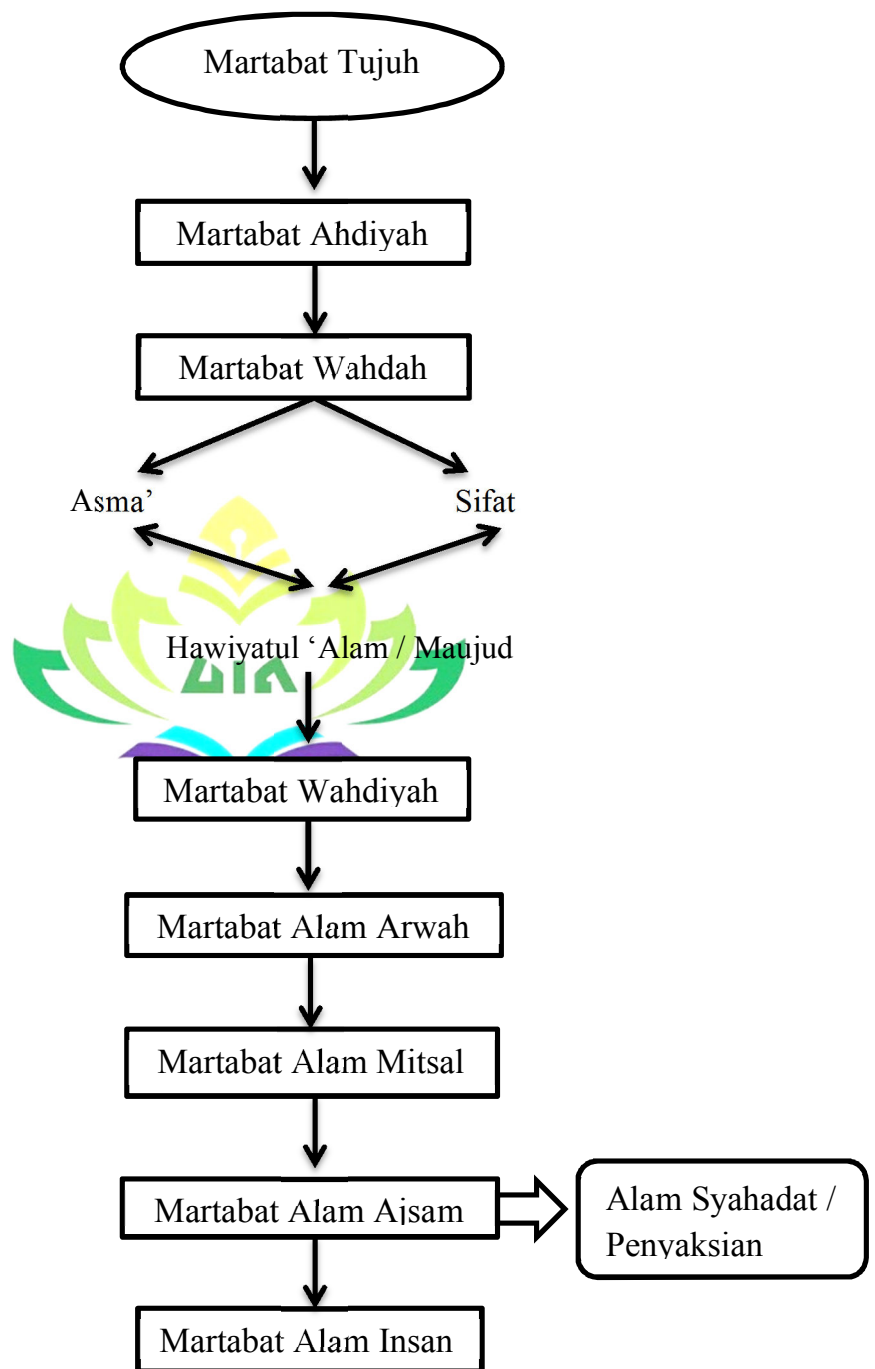 Martabat Tujuh
Martabat Ahdiyah
Martabat Wahdah
Asma’ Sifat
Hawiyatul ‘Alam / Maujud
Martabat Wahdiyah
Martabat Alam Arwah
Martabat Alam Mitsal
Martabat Alam Ajsam
Alam Syahadat /
Penyaksian
Martabat Alam Insan